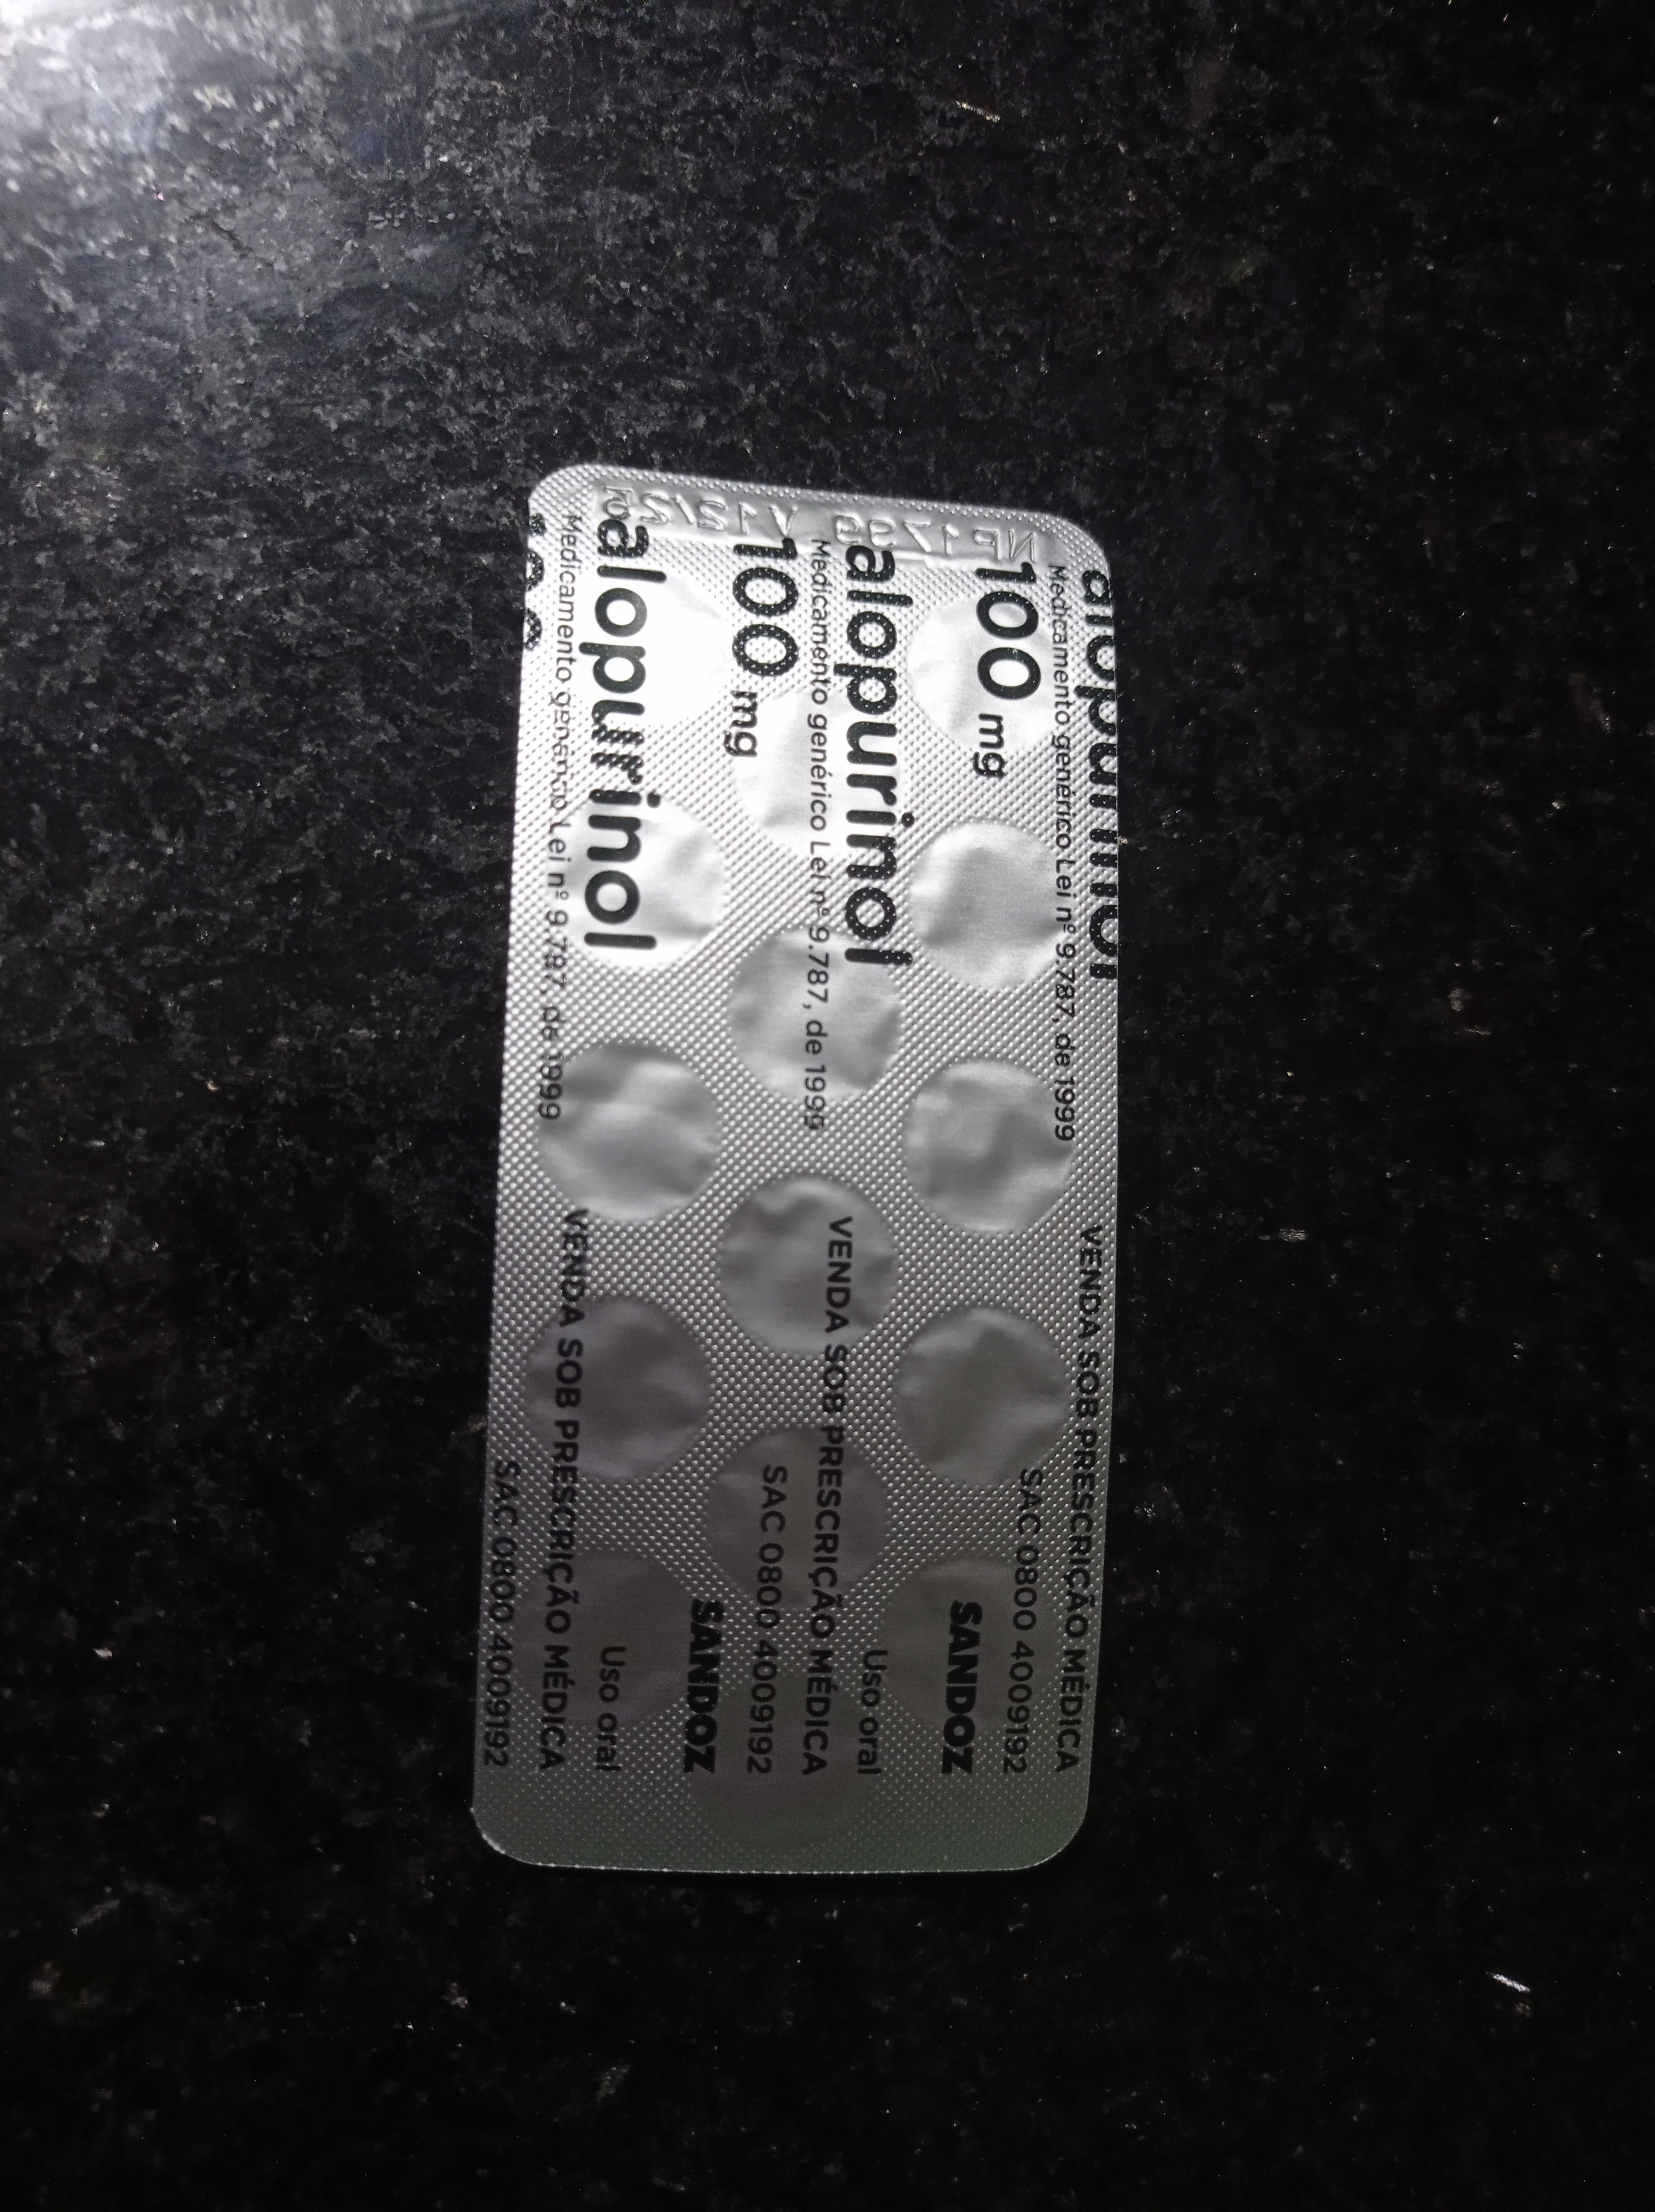 alopurinol
Medicamento genérico Lei nº 9.787, de 1999
100 mg
VENDA SOB PRESCRIÇÃO MÉDICA
SAC 0800 4009192
SANDOZ
alopurinol
Medicamento genérico Lei nº 9.787, de 1999
100 mg
Uso oral
VENDA SOB PRESCRIÇÃO MÉDICA
SAC 0800 4009192
SANDOZ
alopurinol
Medicamento genérico Lei nº 9.787, de 1999
Uso oral
VENDA SOB PRESCRIÇÃO MÉDICA
SAC 0800 4009192